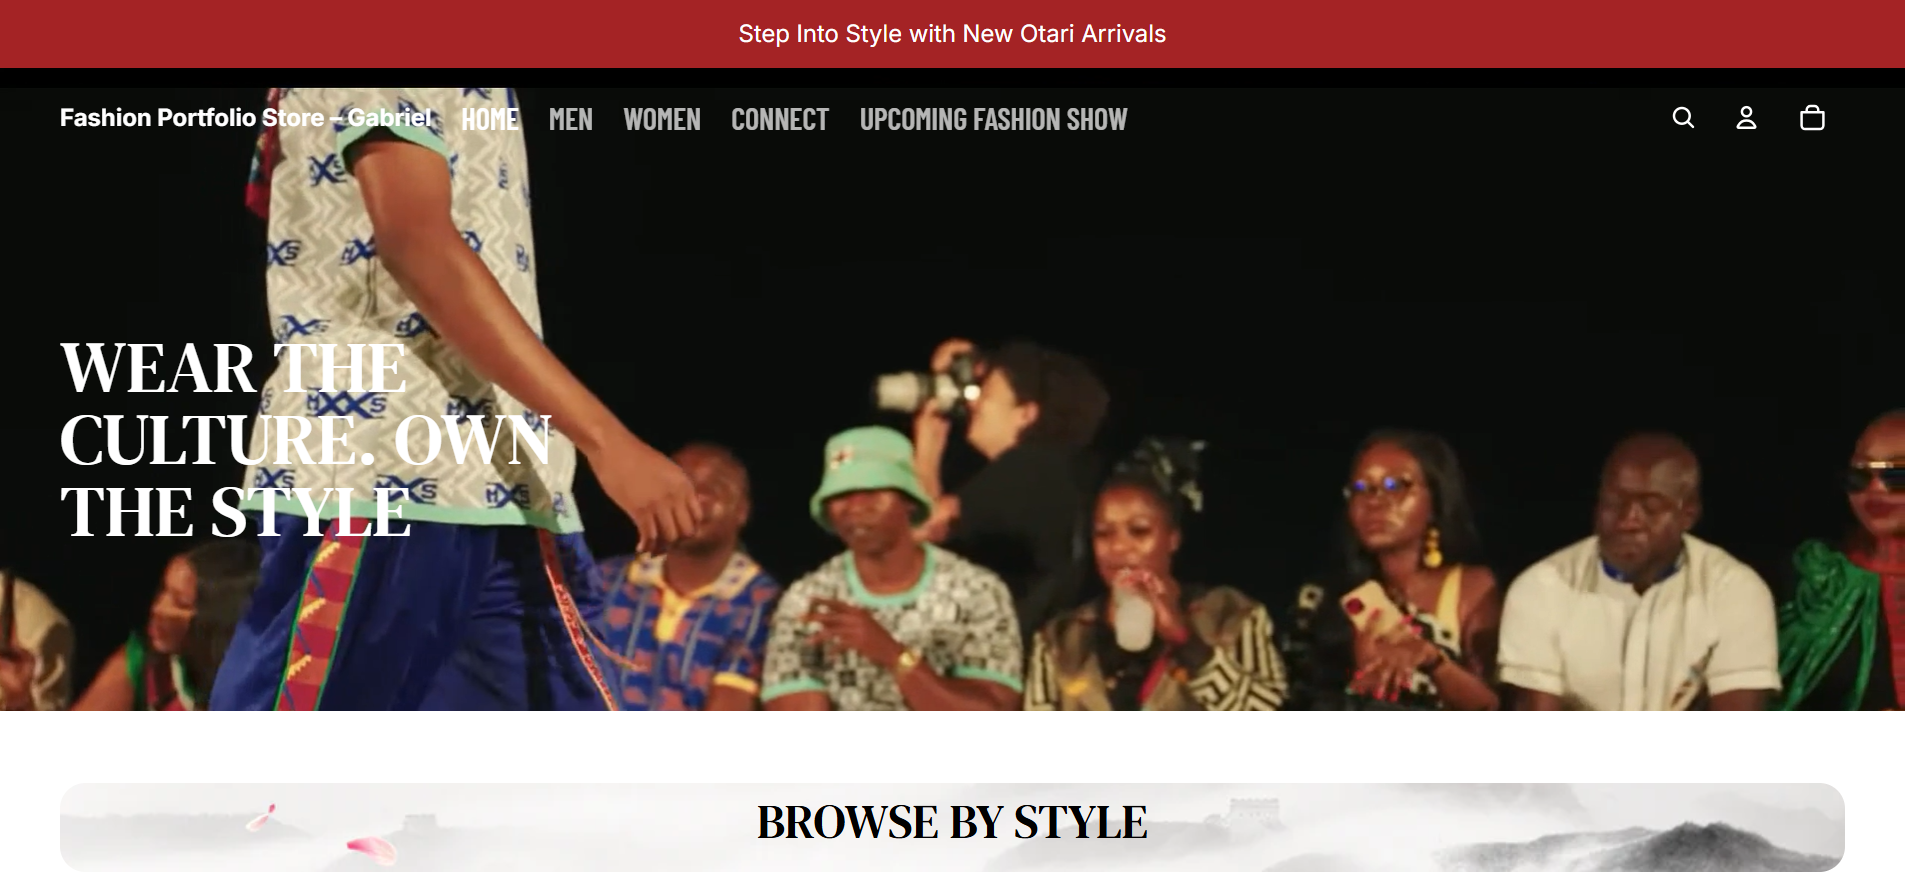 Step Into Style with New Otari Arrivals
Fashion Portfolio Store – Gabriel HOME MEN WOMEN CONNECT UPCOMING FASHION SHOW
WEAR THE
CULTURE. OWN
THE STYLE
BROWSE BY STYLE